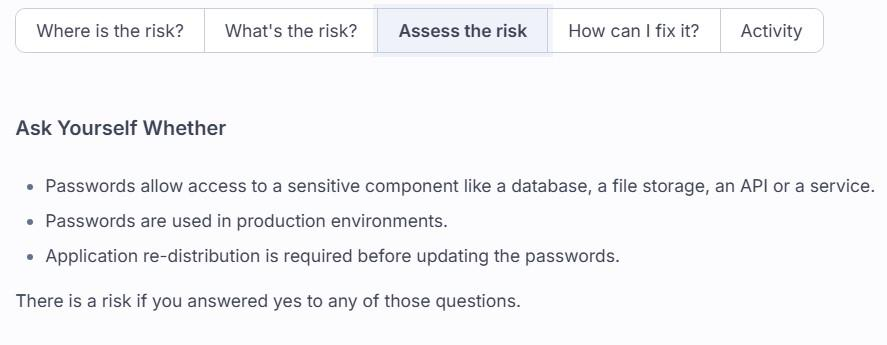 Where is the risk?
What's the risk?
Assess the risk
How can I fix it?
Activity
Ask Yourself Whether
Passwords allow access to a sensitive component like a database, a file storage, an API or a service.
Passwords are used in production environments.
Application re-distribution is required before updating the passwords.
There is a risk if you answered yes to any of those questions.